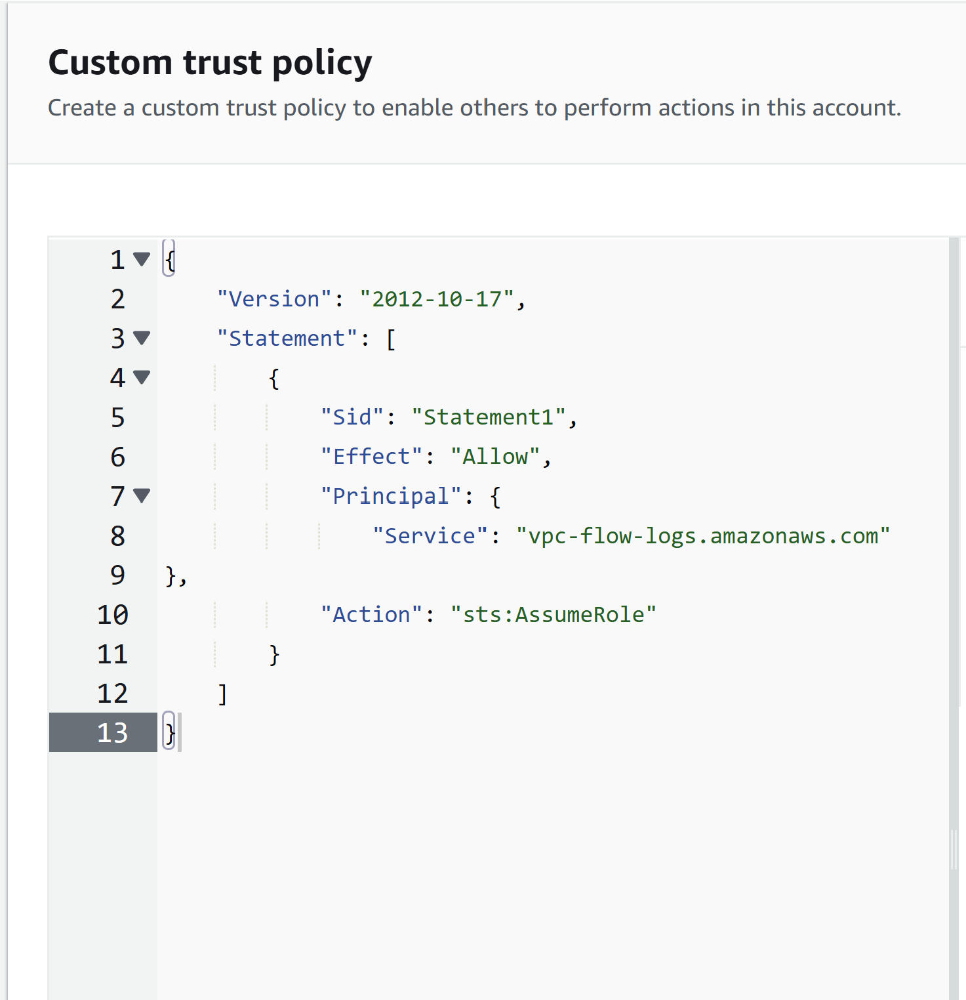 Custom trust policy
Create a custom trust policy to enable others to perform actions in this account.
1 {
2     "Version": "2012-10-17",
3     "Statement": [
4         {
5             "Sid": "Statement1",
6             "Effect": "Allow",
7             "Principal": {
8                 "Service": "vpc-flow-logs.amazonaws.com"
9 },
10             "Action": "sts:AssumeRole"
11         }
12     ]
13 }